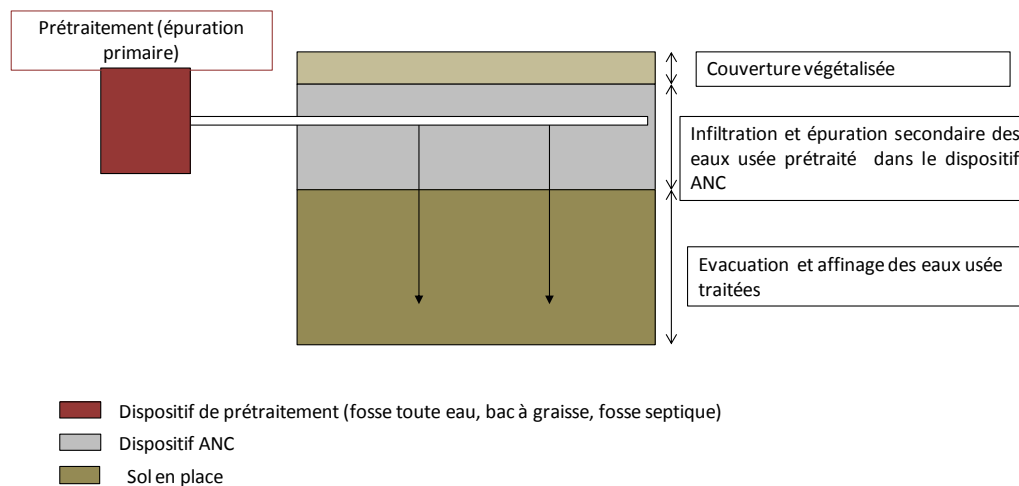 Prétraitement (épuration
primaire)
Couverture végétalisée
Infiltration et épuration secondaire des
eaux usée prétraité dans le dispositif
ANC
Evacuation et affinage des eaux usée
traitées
Dispositif de prétraitement (fosse toute eau, bac à graisse, fosse septique)
Dispositif ANC
Sol en place